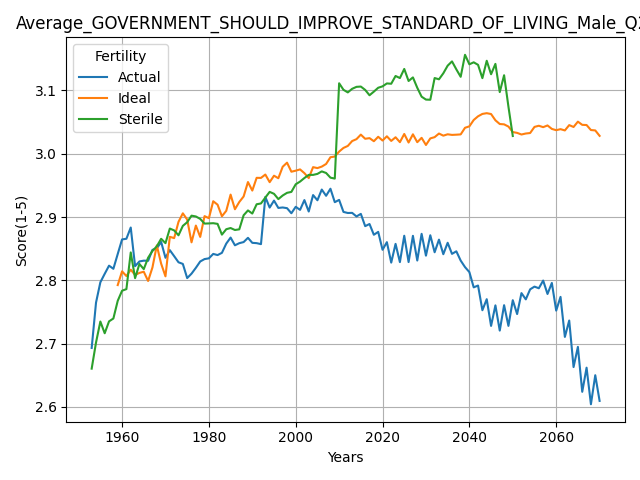 Average_GOVERNMENT_SHOULD_IMPROVE_STANDARD_OF_LIVING_Male_
Fertility
Actual
Ideal
Sterile
Score(1-5)
3.1
3.0
2.9
2.8
2.7
2.6
1960 1980 2000 2020 2040 2060
Years